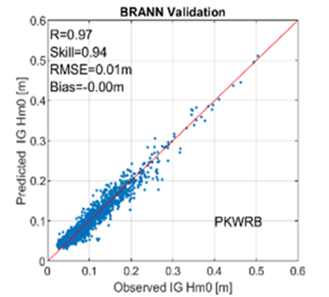 BRANN Validation
R=0.97
Skill=0.94
RMSE=0.01m
Bias=-0.00m
PKWRB
Predicted IG Hm0 [m]
0.6
0.5
0.4
0.3
0.2
0.1
0
0 0.1 0.2 0.3 0.4 0.5 0.6
Observed IG Hm0 [m]